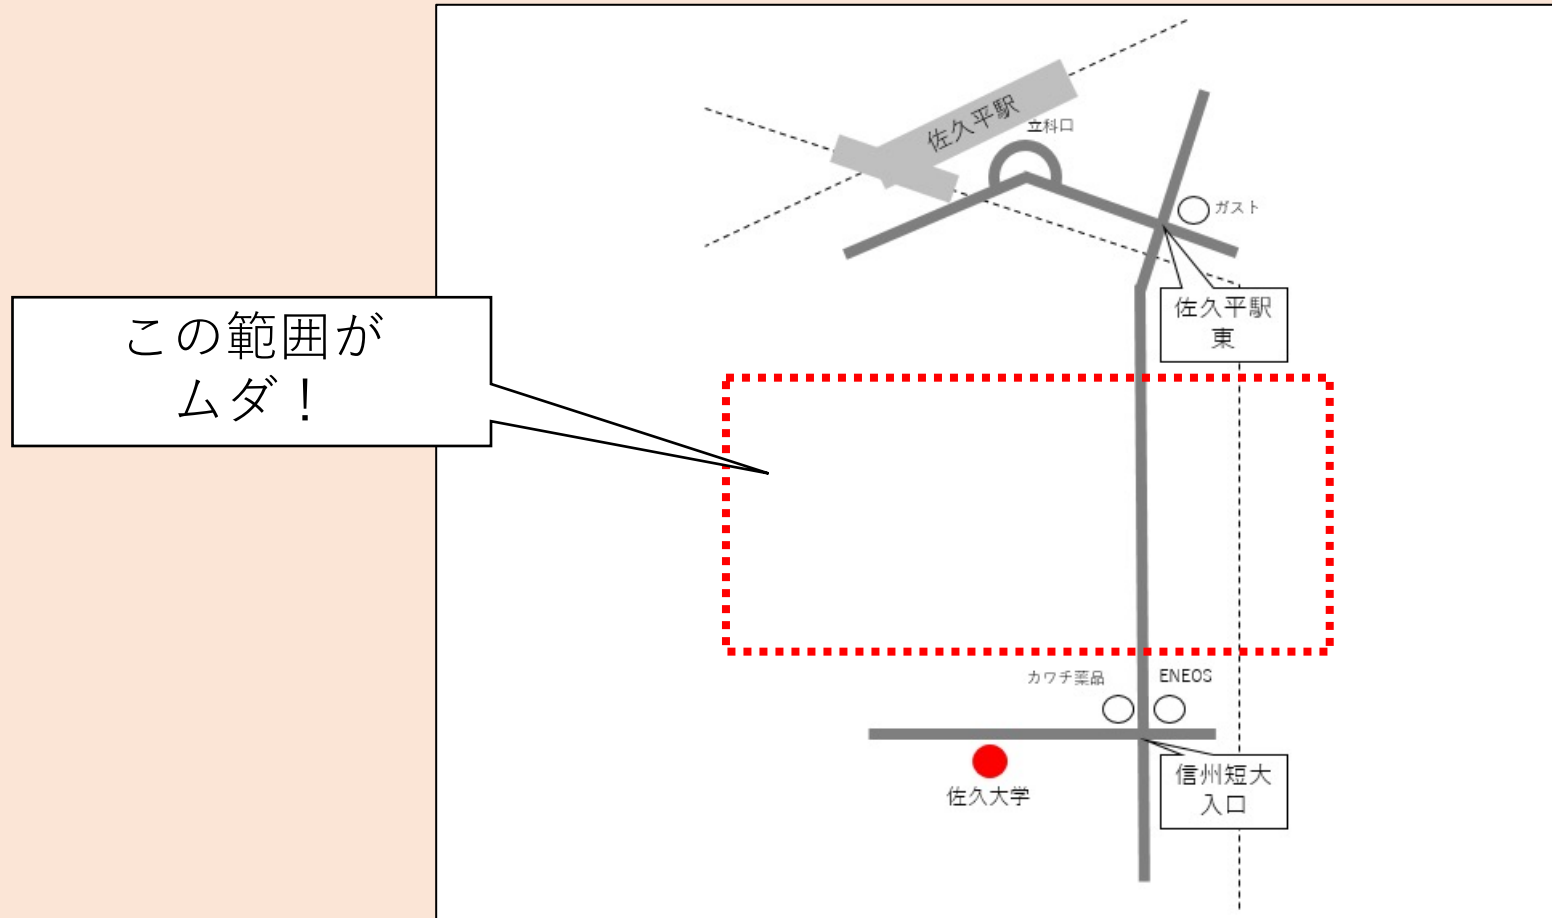 佐久平駅
立科口
ガスト
佐久平駅
東
この範囲が
ムダ！
カワチ薬品
ENEOS
信州短大
入口
佐久大学